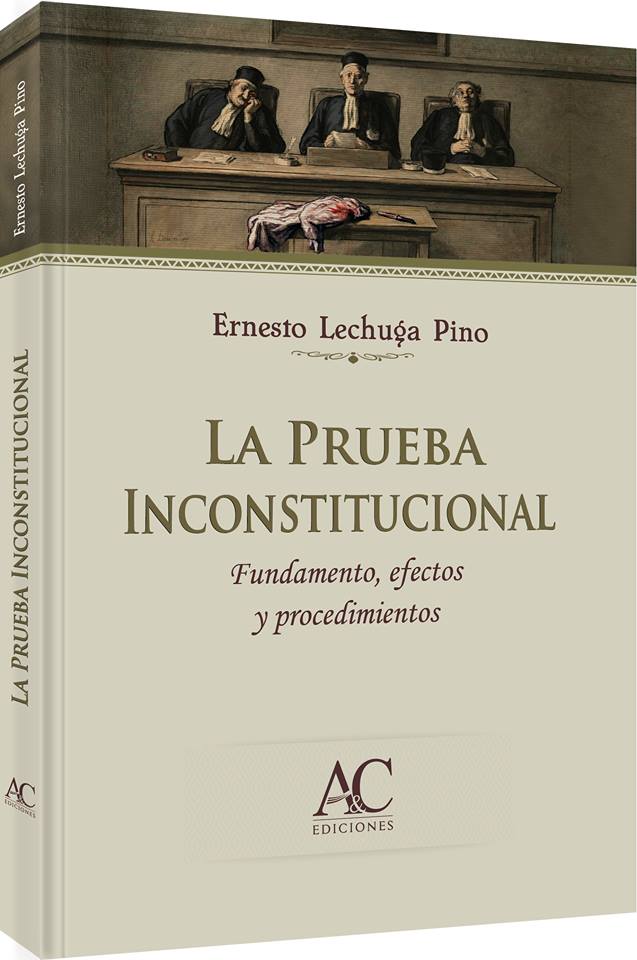 Ernesto Lechuga Pino
LA PRUEBA INCONSTITUCIONAL
A&C
EDICIONES
Ernesto Lechuga Pino
LA PRUEBA
INCONSTITUCIONAL
Fundamento, efectos
y procedimientos
A&C
EDICIONES